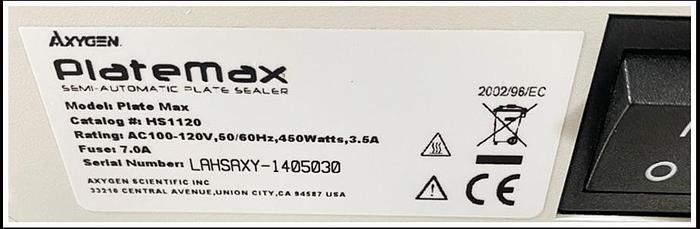 AXYGEN
PlateMax
SEMI-AUTOMATIC PLATE SEALER
Model: Plate Max
Catalog #: HS1120
Rating: AC100-120V,50/60Hz,450Watts,3.5A
Fuse: 7.0A
Serial Number: LAHSAXY-1405030
AXYGEN SCIENTIFIC INC
33210 CENTRAL AVENUE,UNION CITY,CA 94587 USA
2002/96/EC
CE